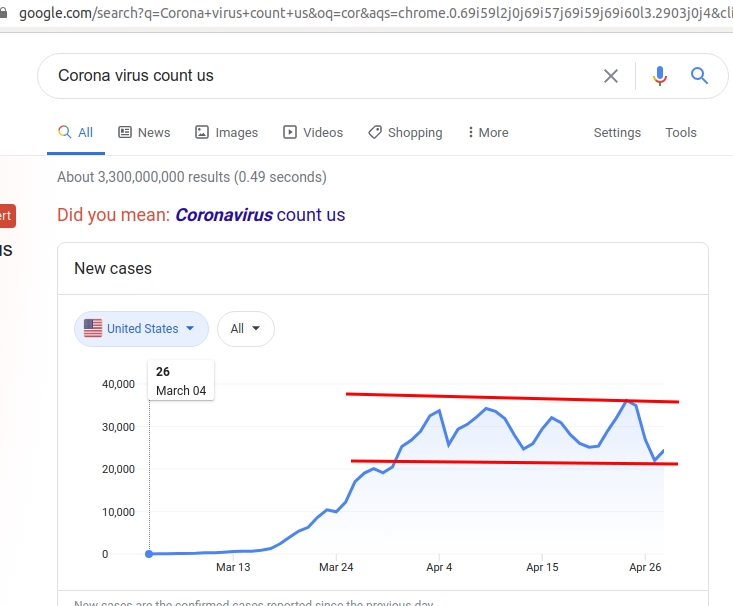 google.com/search?q=Corona+virus+count+us&oq=cor&aqs=chrome.0.69i59l2j0j69i57j69i59j69i60l3.2903j0j4&cli
Corona virus count us
All News Images Videos Shopping More Settings Tools
About 3,300,000,000 results (0.49 seconds)
ert
Did you mean: Coronavirus count us
us
New cases
United States All
26
March 04
40,000
30,000
20,000
10,000
0
Mar 13 Mar 24 Apr 4 Apr 15 Apr 26
New cases are the confirmed cases reported since the previous day